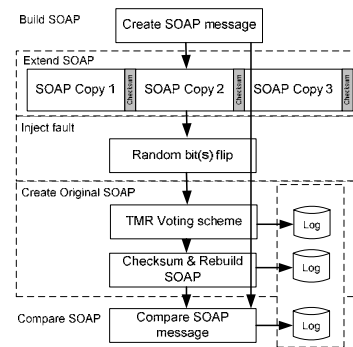 Build SOAP
Create SOAP message
Extend SOAP
SOAP Copy 1
Checksum
SOAP Copy 2
Checksum
SOAP Copy 3
Checksum
Inject fault
Random bit(s) flip
Create Original SOAP
TMR Voting scheme
Log
Checksum & Rebuild
SOAP
Log
Compare SOAP
Compare SOAP
message
Log